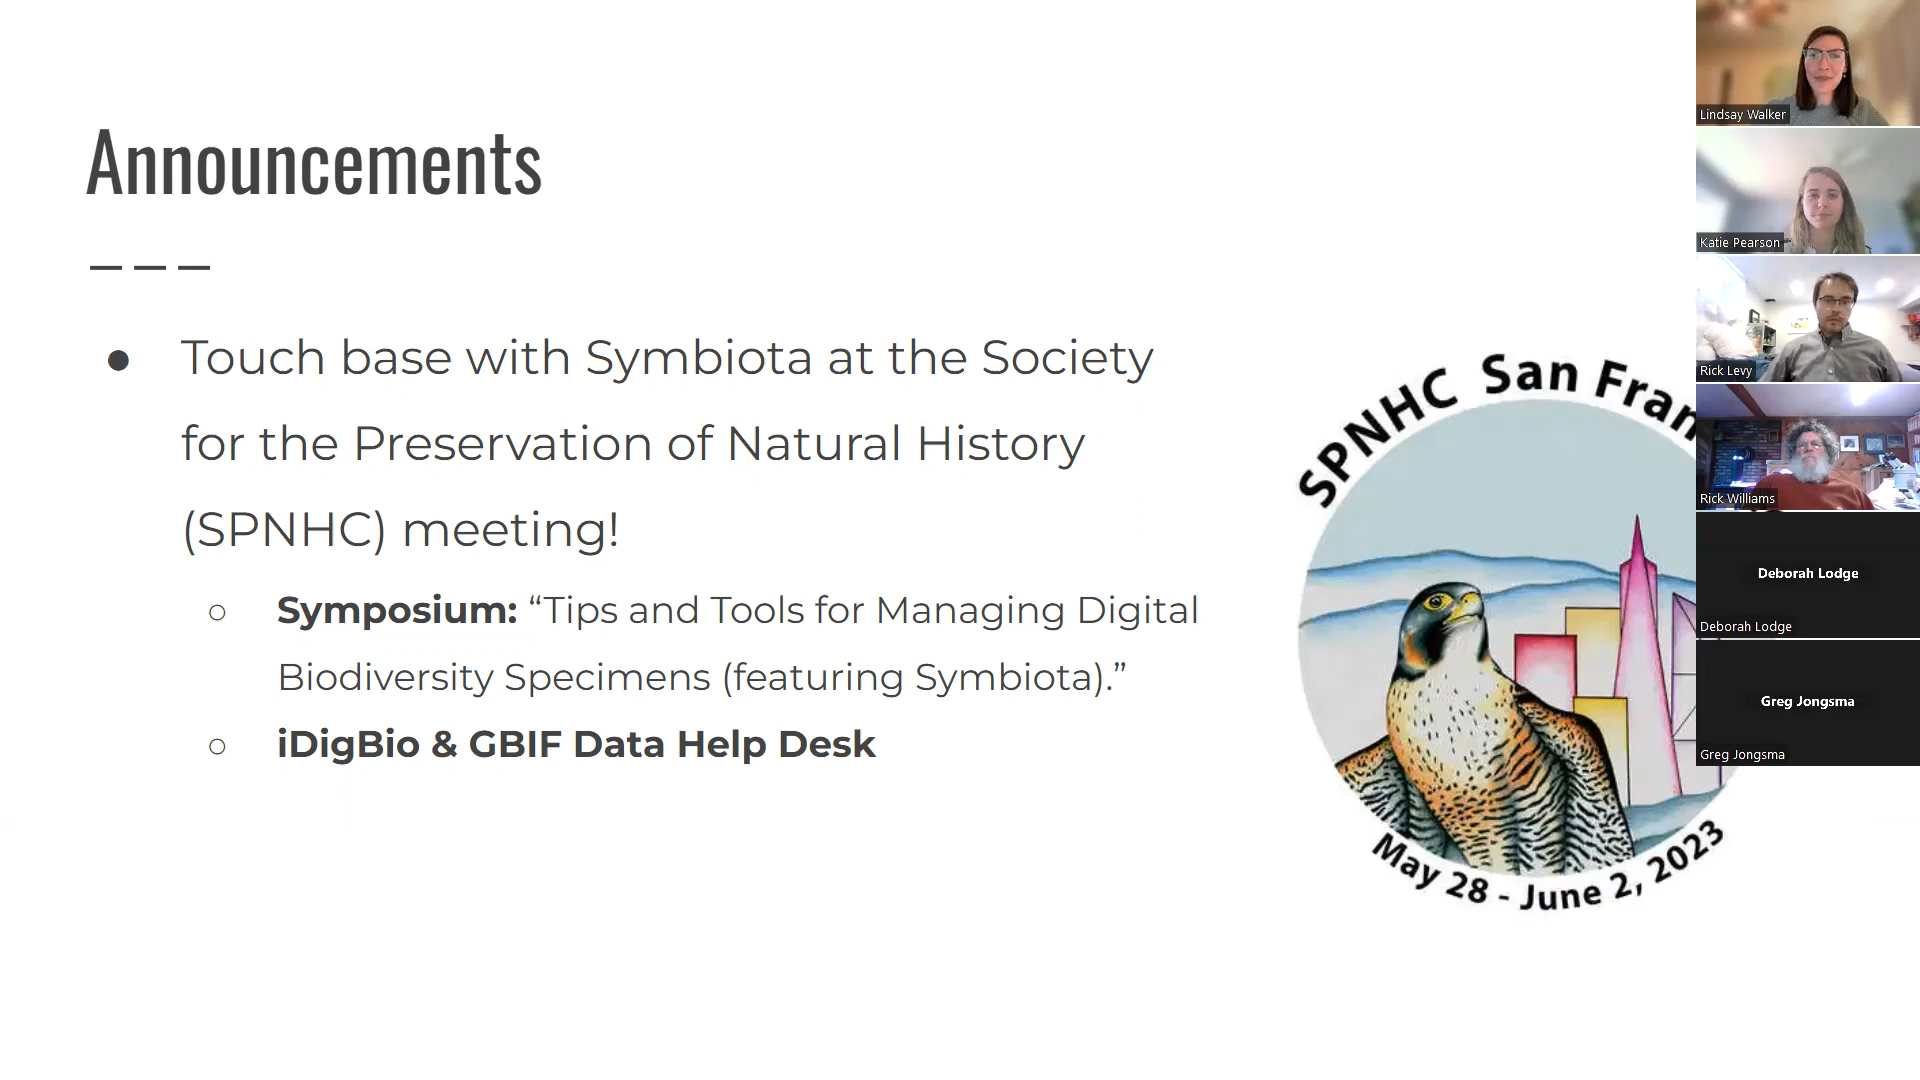 Announcements
● Touch base with Symbiota at the Society
for the Preservation of Natural History
(SPNHC) meeting!
○ Symposium: “Tips and Tools for Managing Digital
Biodiversity Specimens (featuring Symbiota).”
○ iDigBio & GBIF Data Help Desk
SPNHC San Fran
May 28 - June 2, 2023
Lindsay Walker
Katie Pearson
Rick Levy
Rick Williams
Deborah Lodge
Deborah Lodge
Greg Jongsma
Greg Jongsma